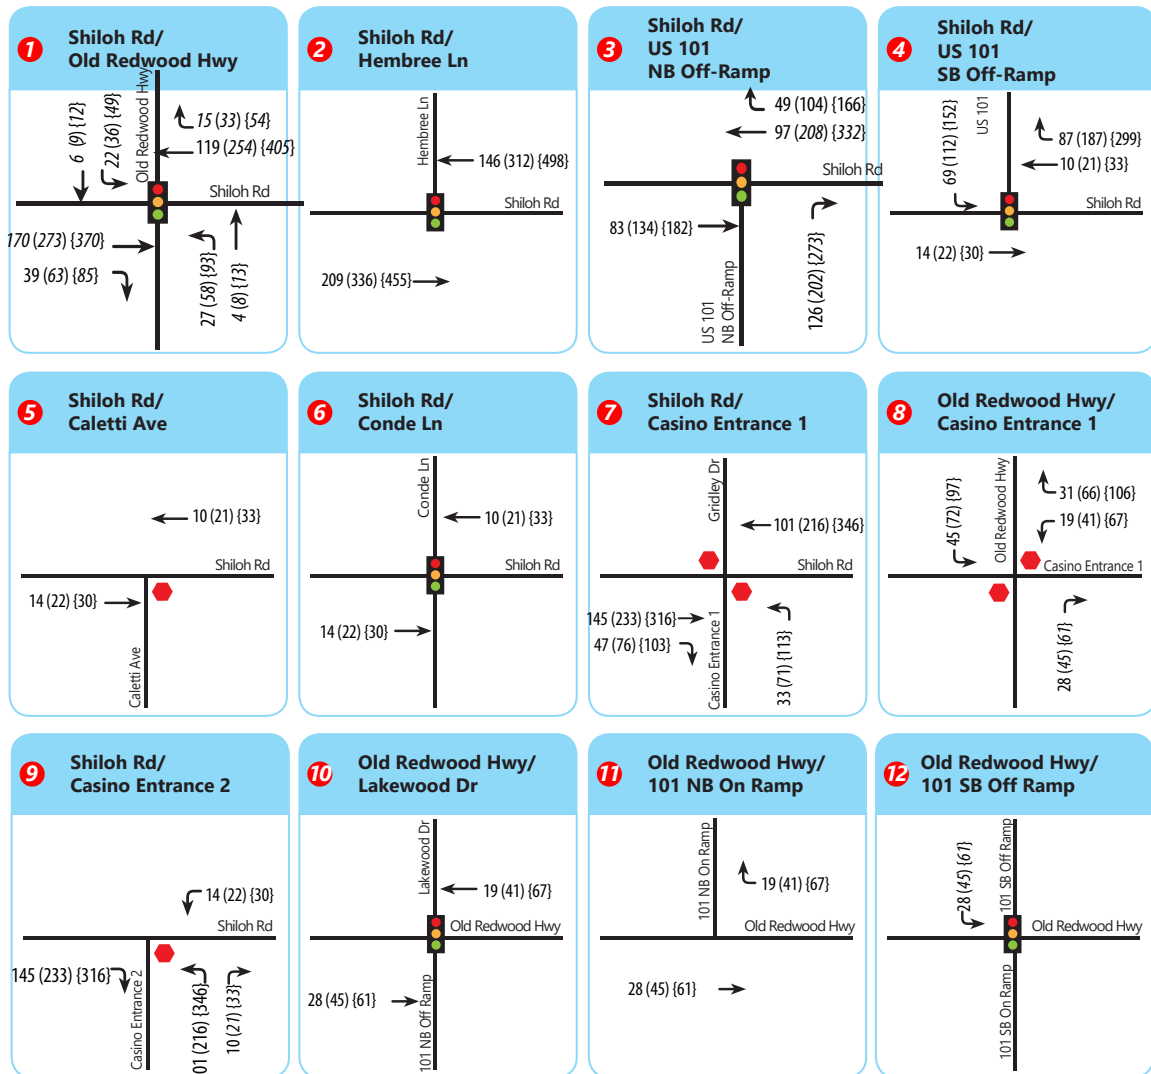 1
Shiloh Rd/
Old Redwood Hwy
6 (9) {12}
22 (36) {49}
Old Redwood Hwy
15 (33) {54}
119 (254) {405}
Shiloh Rd
170 (273) {370}
39 (63) {85}
27 (58) {93}
4 (8) {13}
2
Shiloh Rd/
Hembree Ln
Hembree Ln
146 (312) {498}
Shiloh Rd
209 (336) {455}
3
Shiloh Rd/
US 101
NB Off-Ramp
49 (104) {166}
97 (208) {332}
Shiloh Rd
83 (134) {182}
US 101
NB Off-Ramp
126 (202) {273}
4
Shiloh Rd/
US 101
SB Off-Ramp
69 (112) {152}
US 101
87 (187) {299}
10 (21) {33}
Shiloh Rd
14 (22) {30}
5
Shiloh Rd/
Caletti Ave
10 (21) {33}
Shiloh Rd
14 (22) {30}
Caletti Ave
6
Shiloh Rd/
Conde Ln
Conde Ln
10 (21) {33}
Shiloh Rd
14 (22) {30}
7
Shiloh Rd/
Casino Entrance 1
Gridley Dr
101 (216) {346}
Shiloh Rd
145 (233) {316}
47 (76) {103}
Casino Entrance 1
33 (71) {113}
8
Old Redwood Hwy/
Casino Entrance 1
45 (72) {97}
Old Redwood Hwy
31 (66) {106}
19 (41) {67}
Casino Entrance 1
28 (45) {61}
9
Shiloh Rd/
Casino Entrance 2
14 (22) {30}
Shiloh Rd
145 (233) {316}
Casino Entrance 2
01 (216) {346}
10 (21) {33}
10
Old Redwood Hwy/
Lakewood Dr
Lakewood Dr
19 (41) {67}
Old Redwood Hwy
28 (45) {61}
101 NB Off Ramp
11
Old Redwood Hwy/
101 NB On Ramp
101 NB On Ramp
19 (41) {67}
Old Redwood Hwy
28 (45) {61}
12
Old Redwood Hwy/
101 SB Off Ramp
28 (45) {61}
101 SB Off Ramp
Old Redwood Hwy
101 SB On Ramp